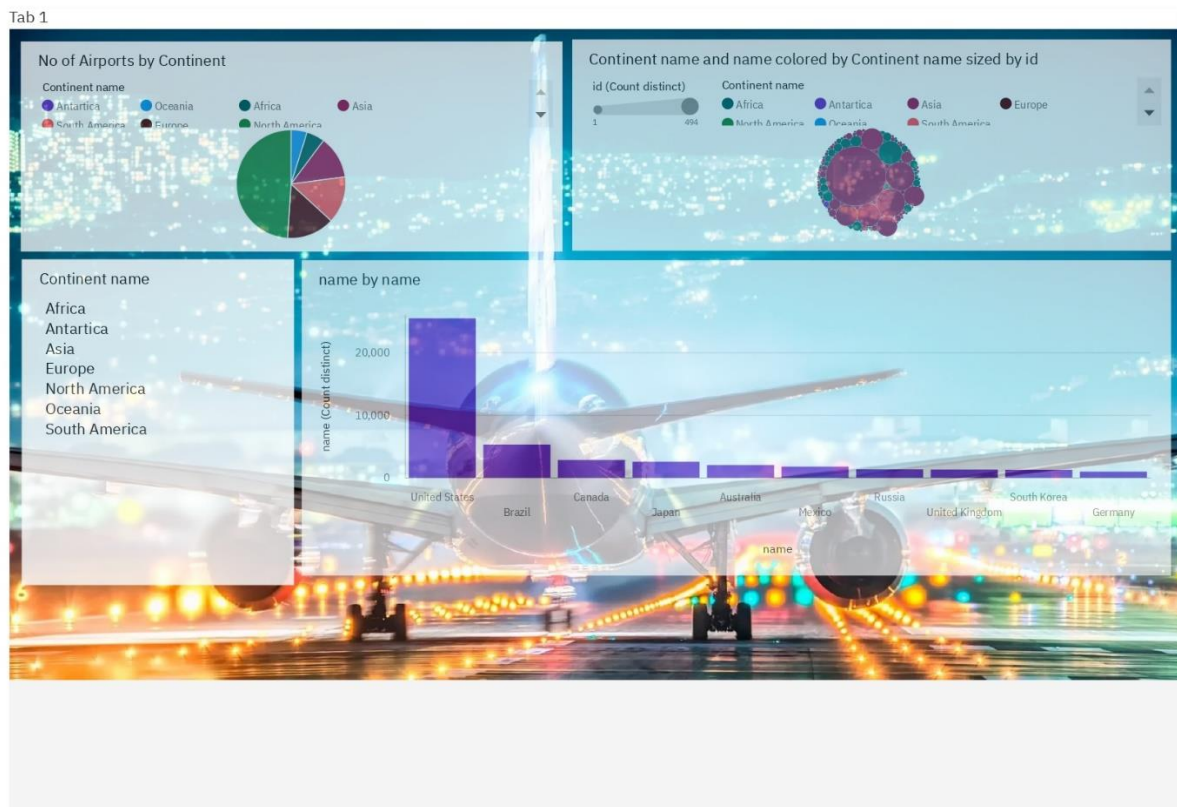 Tab 1
No of Airports by Continent
Continent name
Antartica Oceania Africa Asia
South America Europe North America
Continent name and name colored by Continent name sized by id
id (Count distinct)
1 494
Continent name
Africa Antartica Asia Europe
North America Oceania South America
Continent name
Africa
Antartica
Asia
Europe
North America
Oceania
South America
name by name
name (Count distinct)
20,000
10,000
0
United States Canada Australia Russia South Korea
Brazil Japan Mexico United Kingdom Germany
name